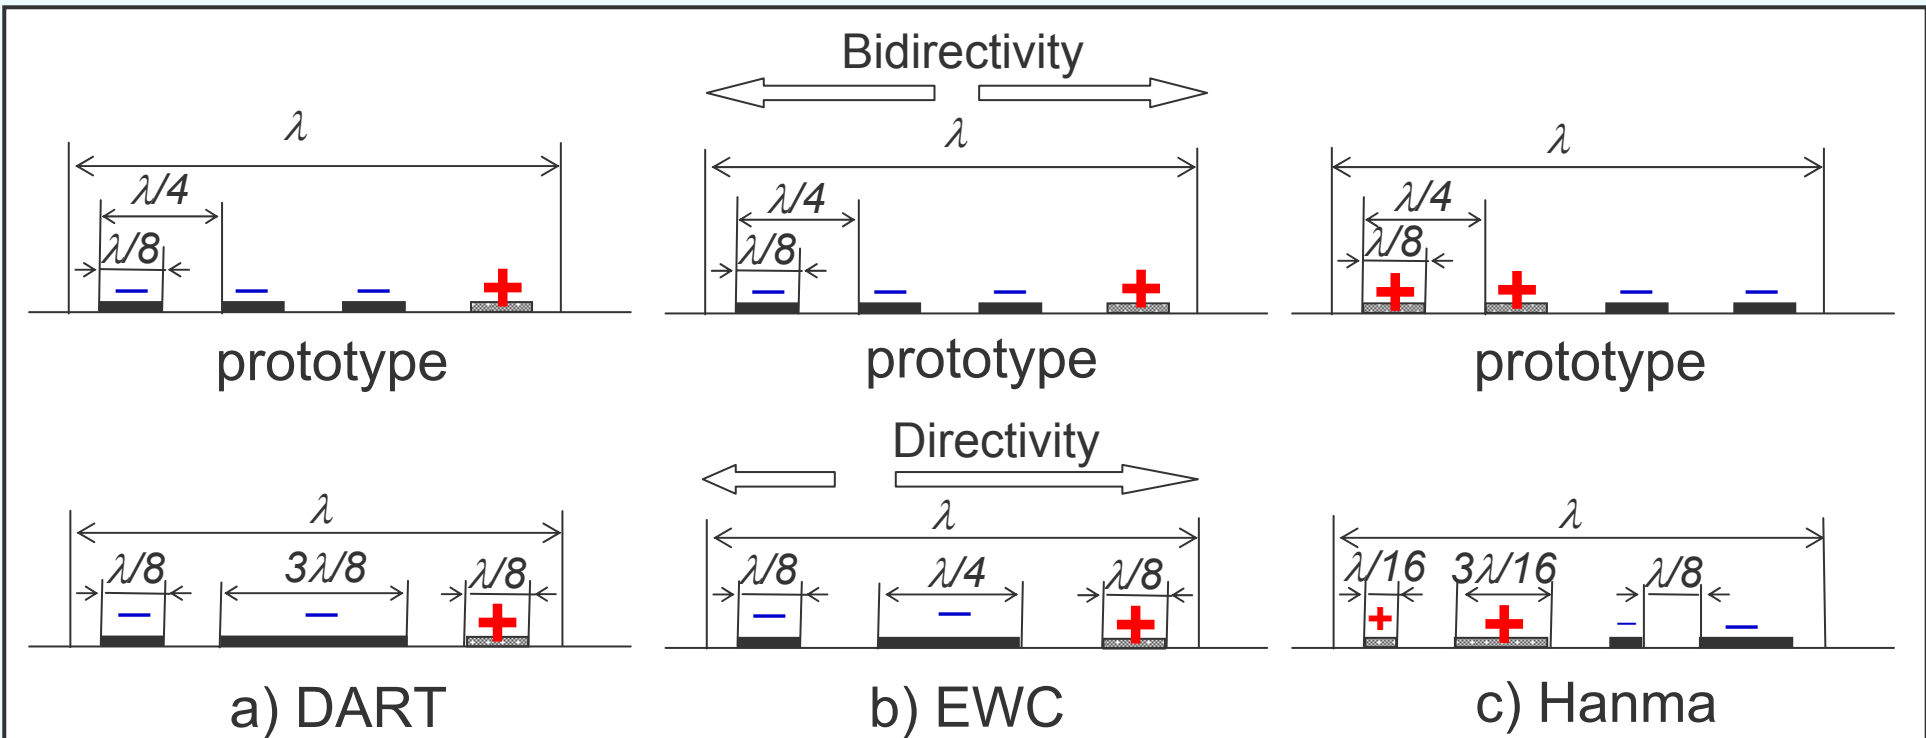 Bidirectivity
λ
λ
λ
λ/4
λ/4
λ/4
λ/8
λ/8
λ/8
− − − +
− − − +
+ + − −
prototype
prototype
prototype
Directivity
λ
λ
λ
λ/8 3λ/8 λ/8
λ/8 λ/4 λ/8
λ/16 3λ/16 λ/8
− − +
− − +
+ + − −
a) DART
b) EWC
c) Hanma